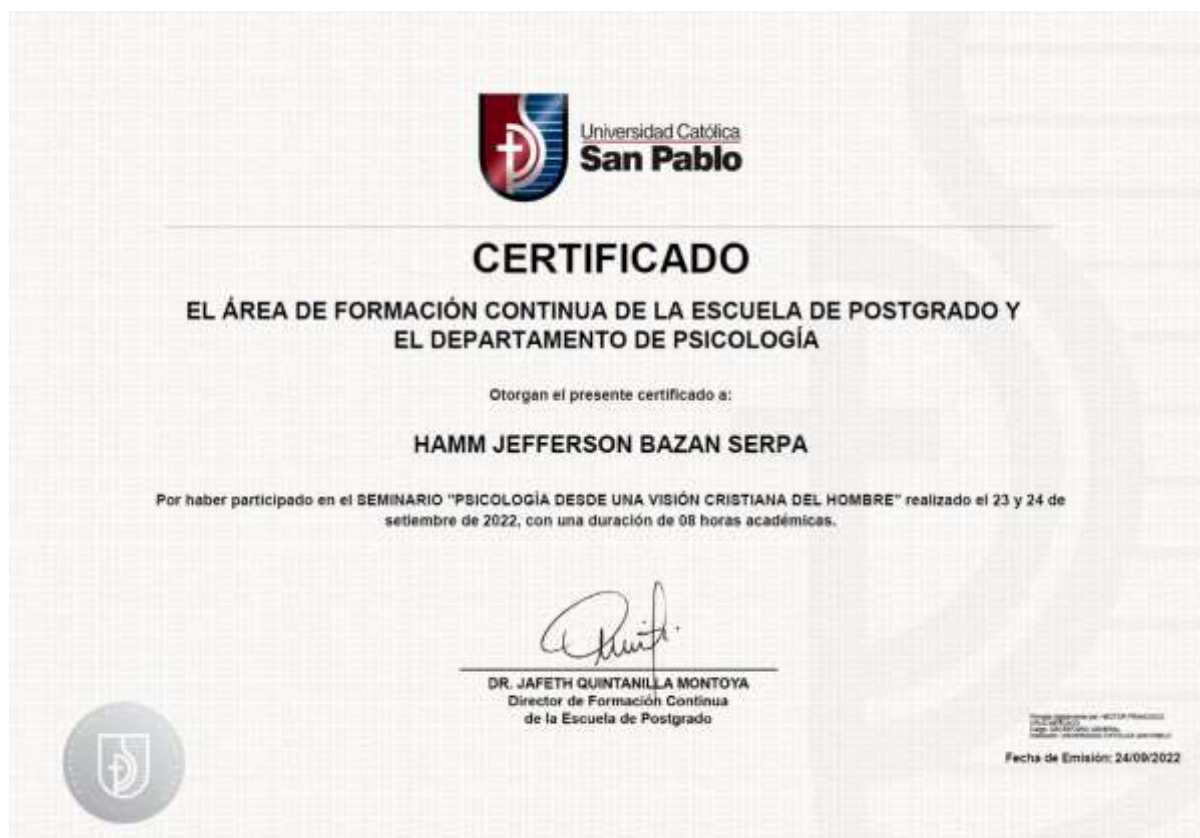 Universidad Católica
San Pablo
CERTIFICADO
EL ÁREA DE FORMACIÓN CONTINUA DE LA ESCUELA DE POSTGRADO Y
EL DEPARTAMENTO DE PSICOLOGÍA
Otorgan el presente certificado a:
HAMM JEFFERSON BAZAN SERPA
Por haber participado en el SEMINARIO "PSICOLOGÍA DESDE UNA VISIÓN CRISTIANA DEL HOMBRE" realizado el 23 y 24 de
setiembre de 2022, con una duración de 08 horas académicas.
DR. JAFETH QUINTANILLA MONTOYA
Director de Formación Continua
de la Escuela de Postgrado
Fecha de Emisión: 24/09/2022